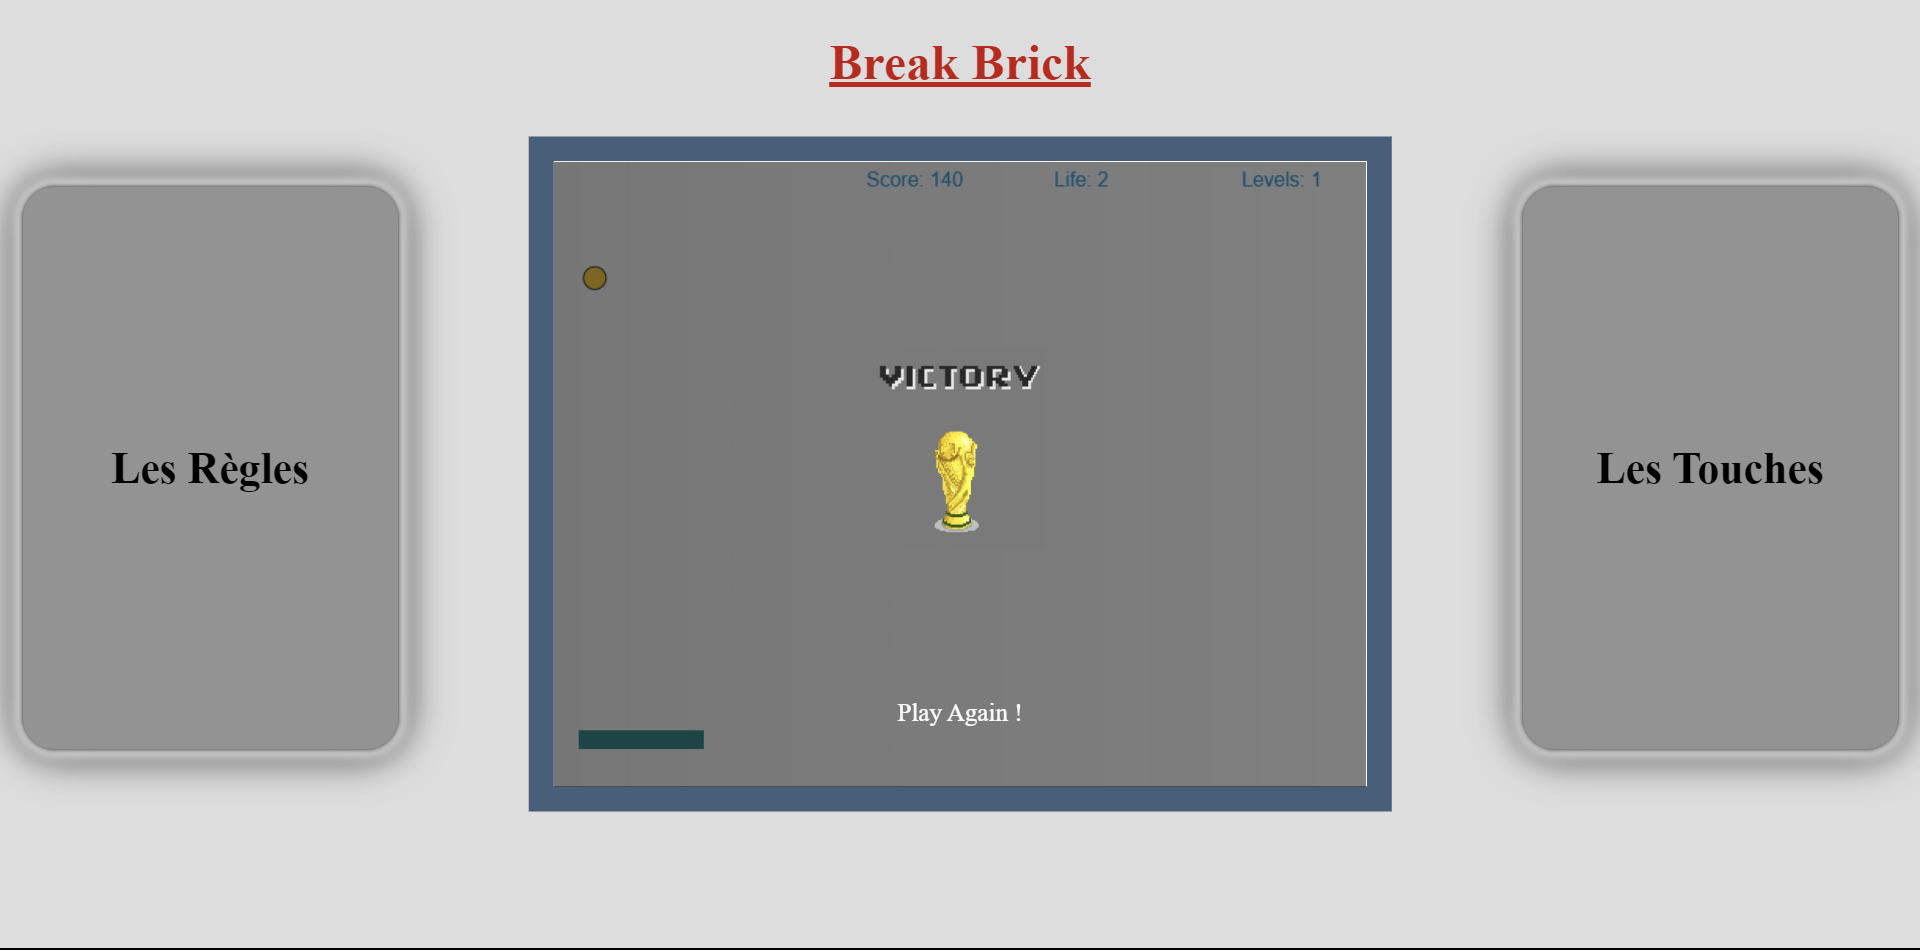 Break Brick
Score: 140 Life: 2 Levels: 1
VICTORY
Les Règles
Les Touches
Play Again !